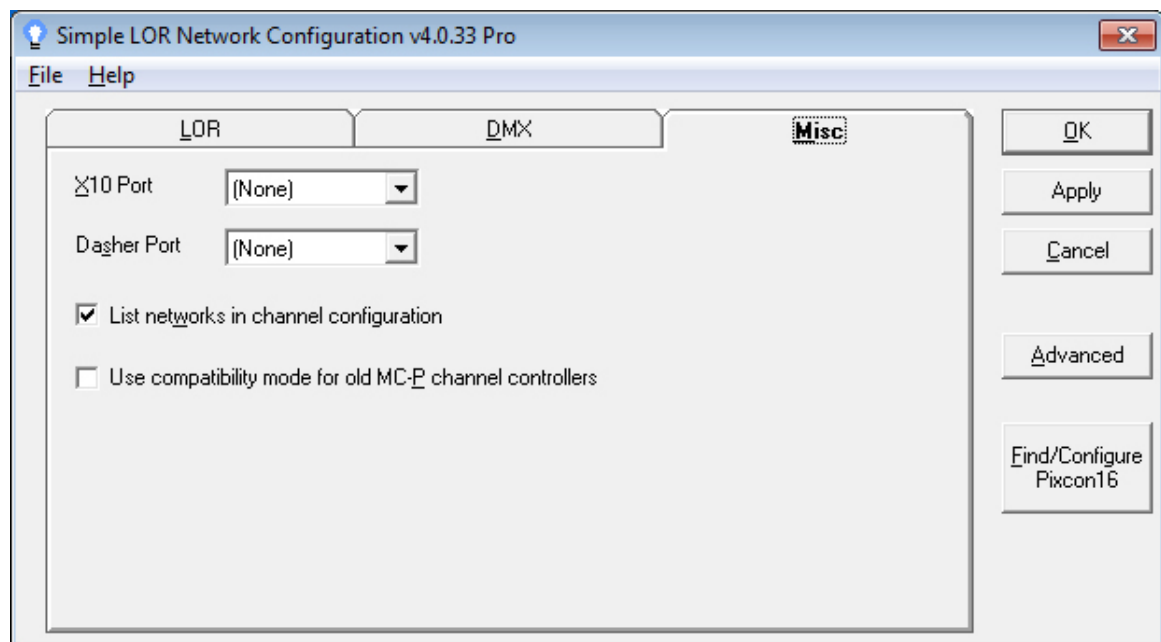 Simple LOR Network Configuration v4.0.33 Pro
File Help
LOR DMX Misc
OK
X10 Port (None)
Apply
Dasher Port (None)
Cancel
List networks in channel configuration
Advanced
Use compatibility mode for old MC-P channel controllers
Find/Configure
Pixcon16